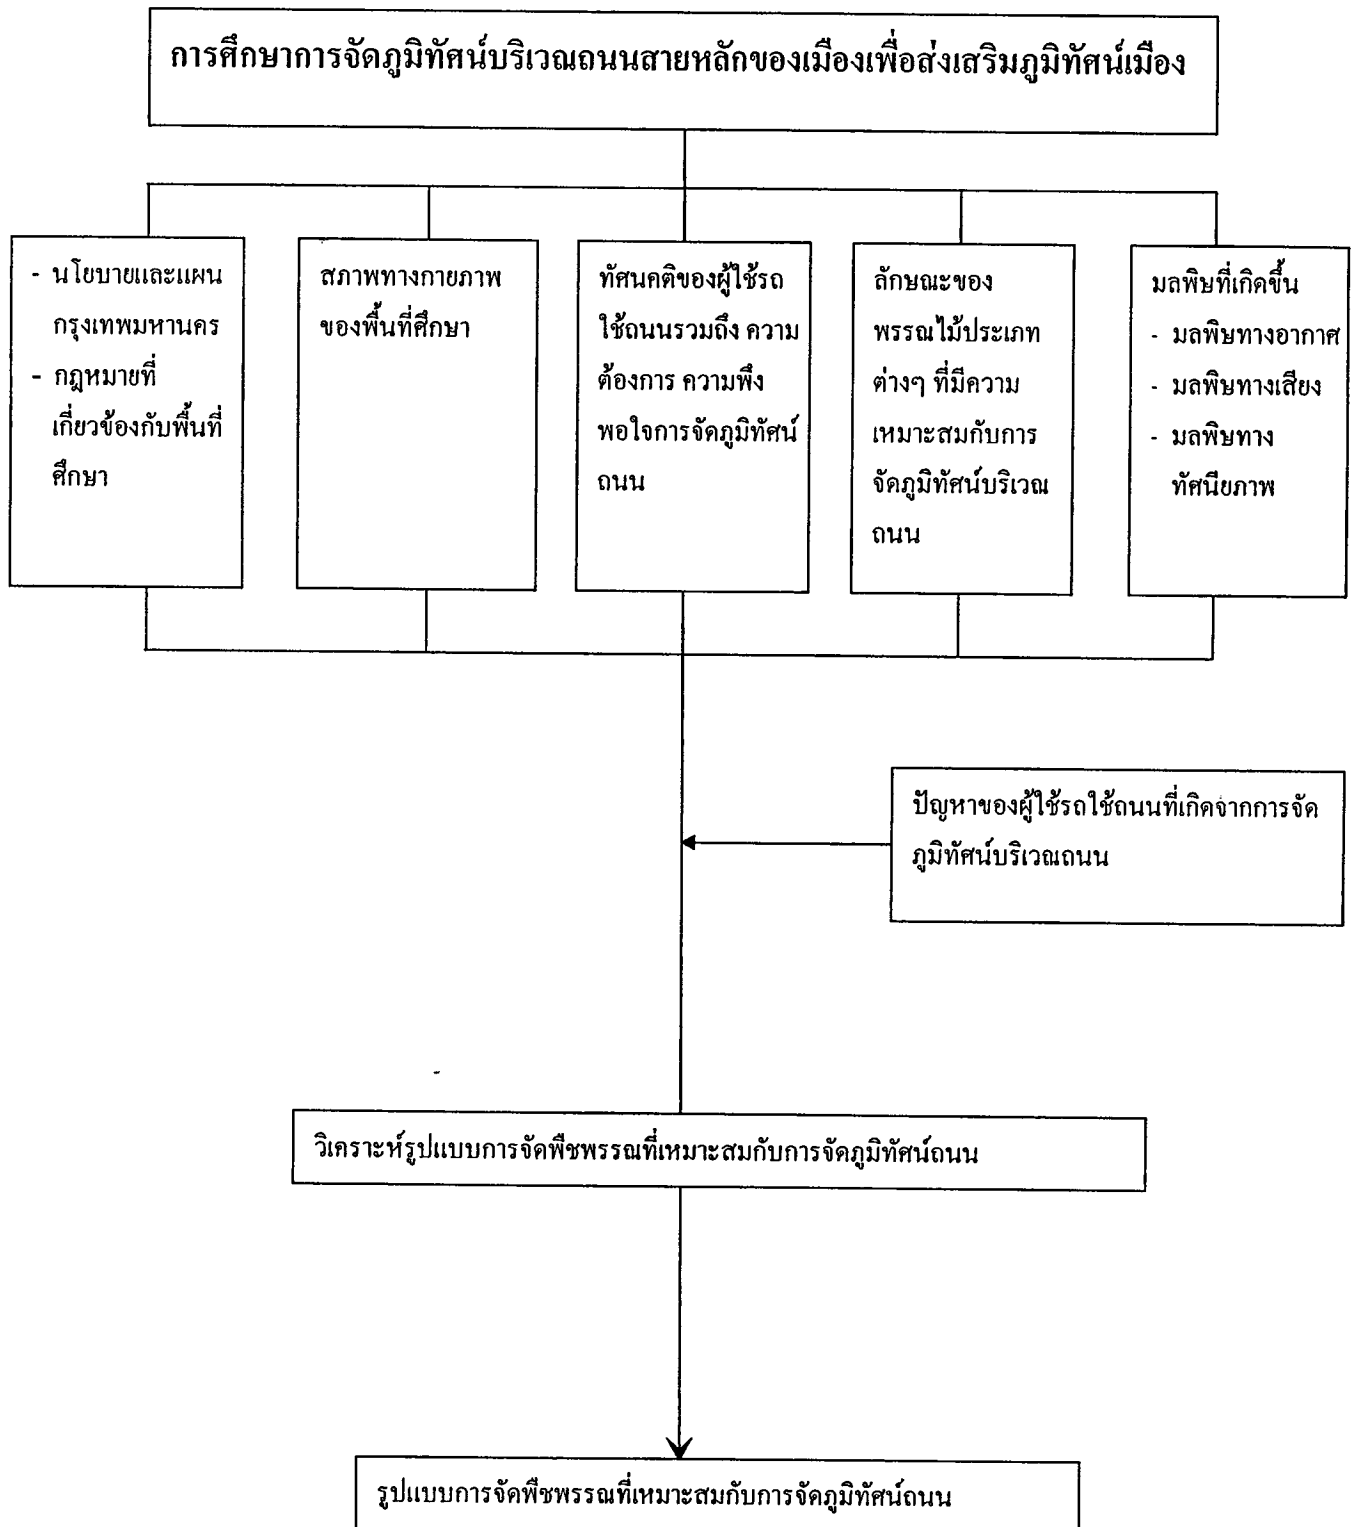 การศึกษาการจัดภูมิทัศน์บริเวณถนนสายหลักของเมืองเพื่อส่งเสริมภูมิทัศน์เมือง
- นโยบายและแผน
กรุงเทพมหานคร
- กฎหมายที่
เกี่ยวข้องกับพื้นที่
ศึกษา
สภาพทางกายภาพ
ของพื้นที่ศึกษา
ทัศนคติของผู้ใช้รถ
ใช้ถนนรวมถึง ความ
ต้องการ ความพึง
พอใจการจัดภูมิทัศน์
ถนน
ลักษณะของ
พรรณไม้ประเภท
ต่างๆ ที่มีความ
เหมาะสมกับการ
จัดภูมิทัศน์บริเวณ
ถนน
มลพิษที่เกิดขึ้น
- มลพิษทางอากาศ
- มลพิษทางเสียง
- มลพิษทาง
ทัศนียภาพ
ปัญหาของผู้ใช้รถใช้ถนนที่เกิดจากการจัด
ภูมิทัศน์บริเวณถนน
วิเคราะห์รูปแบบการจัดพืชพรรณที่เหมาะสมกับการจัดภูมิทัศน์ถนน
รูปแบบการจัดพืชพรรณที่เหมาะสมกับการจัดภูมิทัศน์ถนน